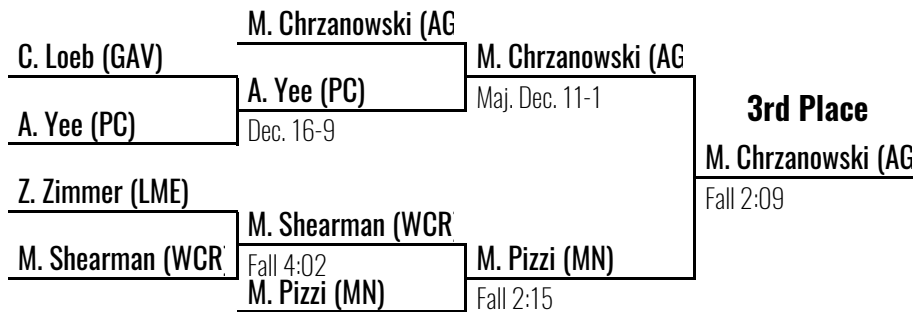 M. Chrzanowski (AG
C. Loeb (GAV)
M. Chrzanowski (AG
A. Yee (PC)
Maj. Dec. 11-1
3rd Place
A. Yee (PC)
Dec. 16-9
M. Chrzanowski (AG
Z. Zimmer (LME)
Fall 2:09
M. Shearman (WCR)
M. Shearman (WCR
Fall 4:02
M. Pizzi (MN)
M. Pizzi (MN)
Fall 2:15